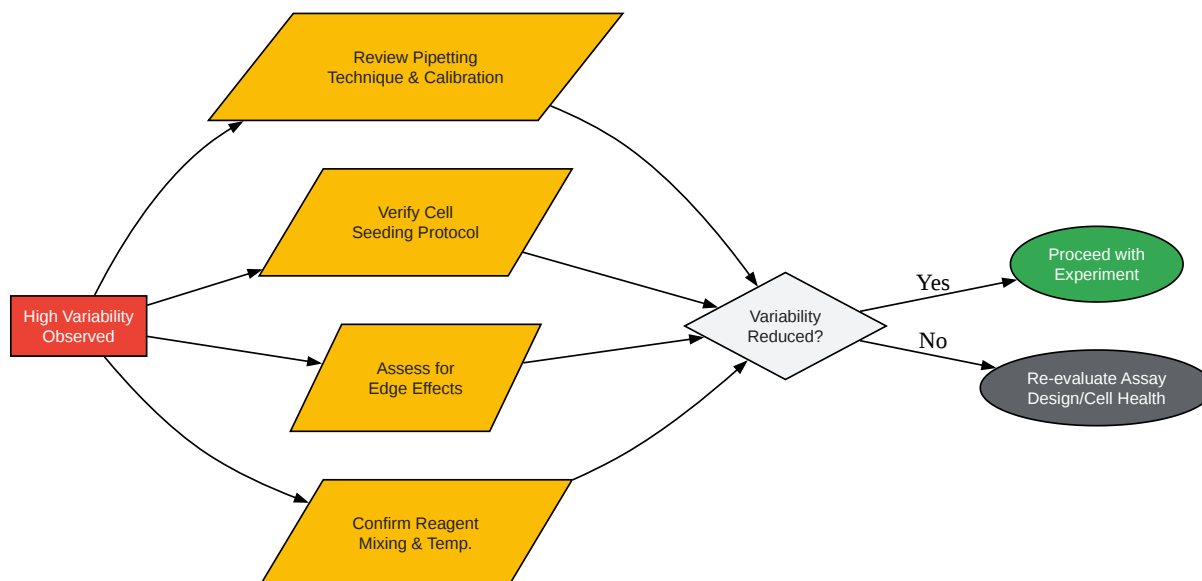 Review Pipetting
Technique & Calibration
Verify Cell
Seeding Protocol
High Variability
Observed
Assess for
Edge Effects
Confirm Reagent
Mixing & Temp.
Variability
Reduced?
Yes
No
Proceed with
Experiment
Re-evaluate Assay
Design/Cell Health